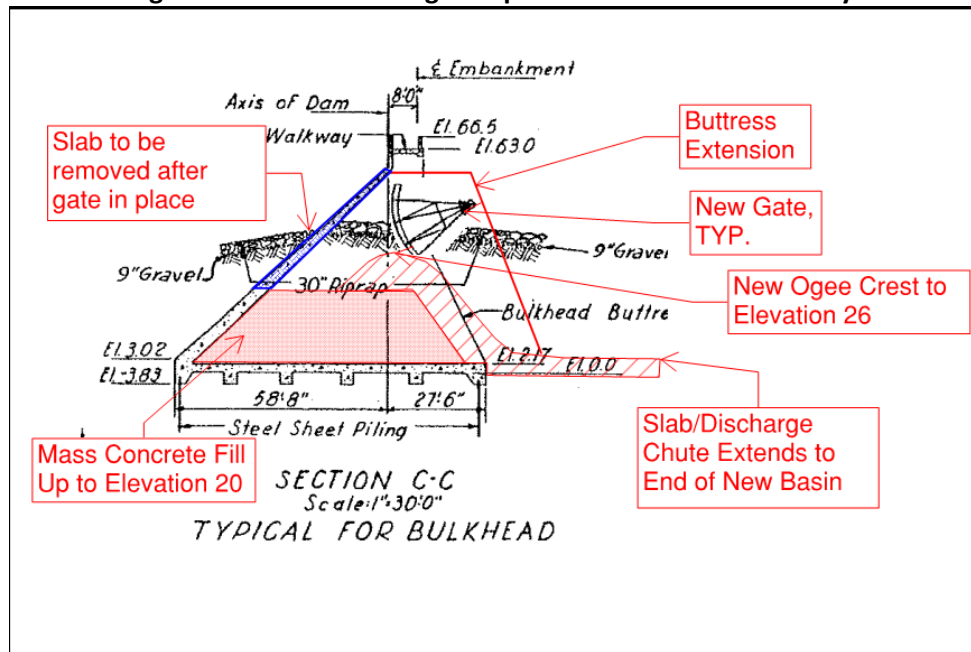 ℄ Embankment
8'0"
Axis of Dam
Walkway
El.66.5
El.63.0
Slab to be
removed after
gate in place
Buttress
Extension
New Gate,
TYP.
9"Gravel
9"Gravel
30"Riprap
New Ogee Crest to
Elevation 26
Bulkhead Buttre
El.3.02
El.-3.83
El.2.17
El.0.0
58'8"
27'6"
Steel Sheet Piling
Mass Concrete Fill
Up to Elevation 20
Slab/Discharge
Chute Extends to
End of New Basin
SECTION C-C
Scale:1"=30'0"
TYPICAL FOR BULKHEAD